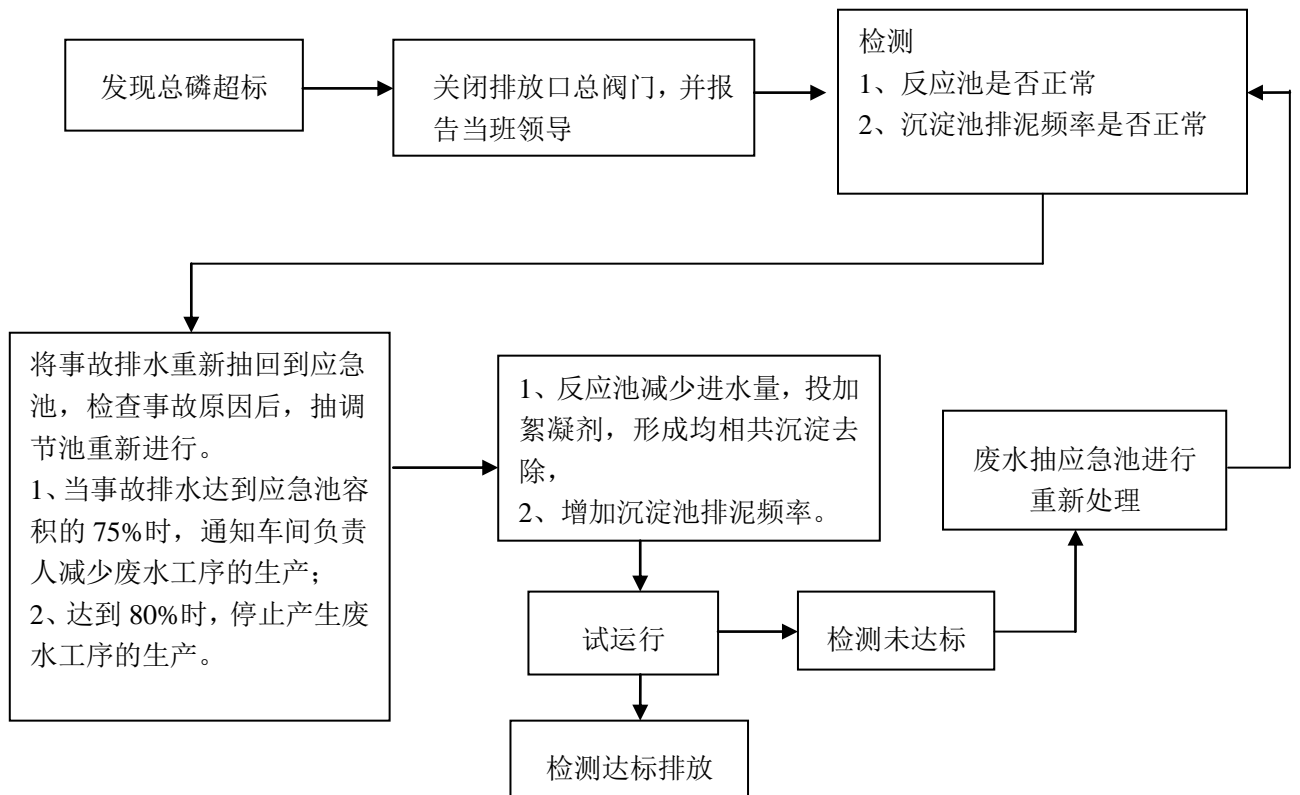 发现总磷超标
关闭排放口总阀门，并报
告当班领导
检测
1、反应池是否正常
2、沉淀池排泥频率是否正常
将事故排水重新抽回到应急
池，检查事故原因后，抽调
节池重新进行。
1、当事故排水达到应急池容
积的 75%时，通知车间负责
人减少废水工序的生产；
2、达到 80%时，停止产生废
水工序的生产。
1、反应池减少进水量，投加
絮凝剂，形成均相共沉淀去
除，
2、增加沉淀池排泥频率。
废水抽应急池进行
重新处理
试运行
检测未达标
检测达标排放